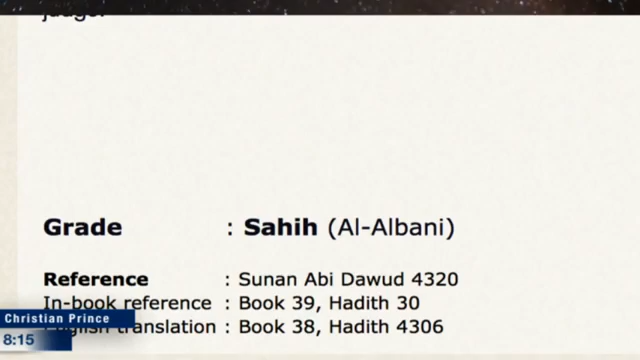 Grade : Sahih (Al-Albani)
Reference : Sunan Abi Dawud 4320
In-book reference : Book 39, Hadith 30
English translation : Book 38, Hadith 4306
Christian Prince
8:15